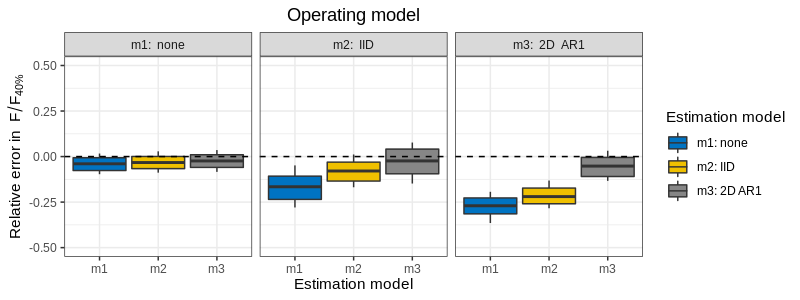 Operating model
m1: none
m2: IID
m3: 2D AR1
Relative error in F/F40%
0.50
0.25
0.00
-0.25
-0.50
m1 m2 m3
m1 m2 m3
m1 m2 m3
Estimation model
Estimation model
m1: none
m2: IID
m3: 2D AR1